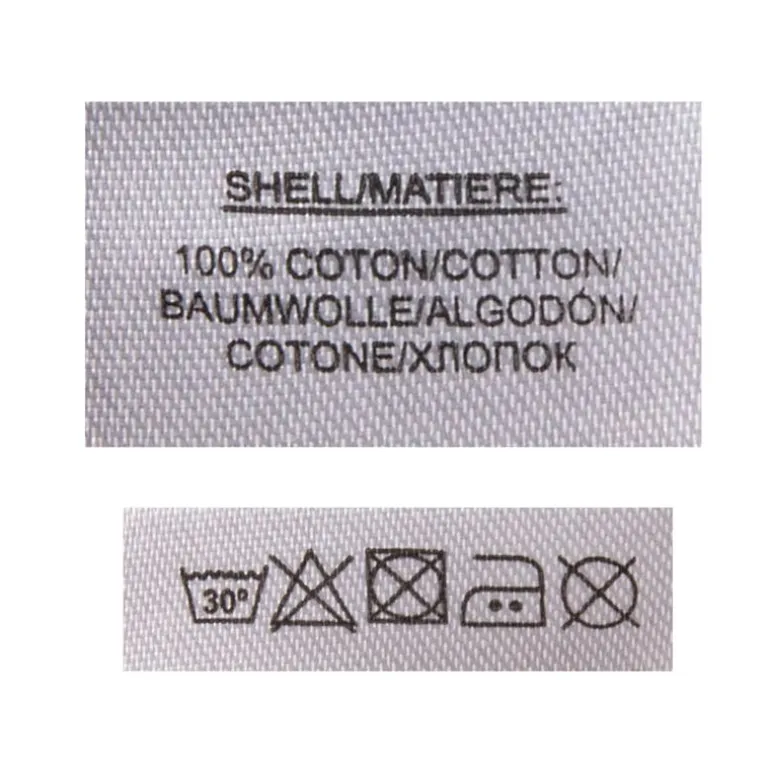 SHELL/MATIERE:
100% COTON/COTTON/
BAUMWOLLE/ALGODÓN/
COTONE/ХЛОПОК
30°